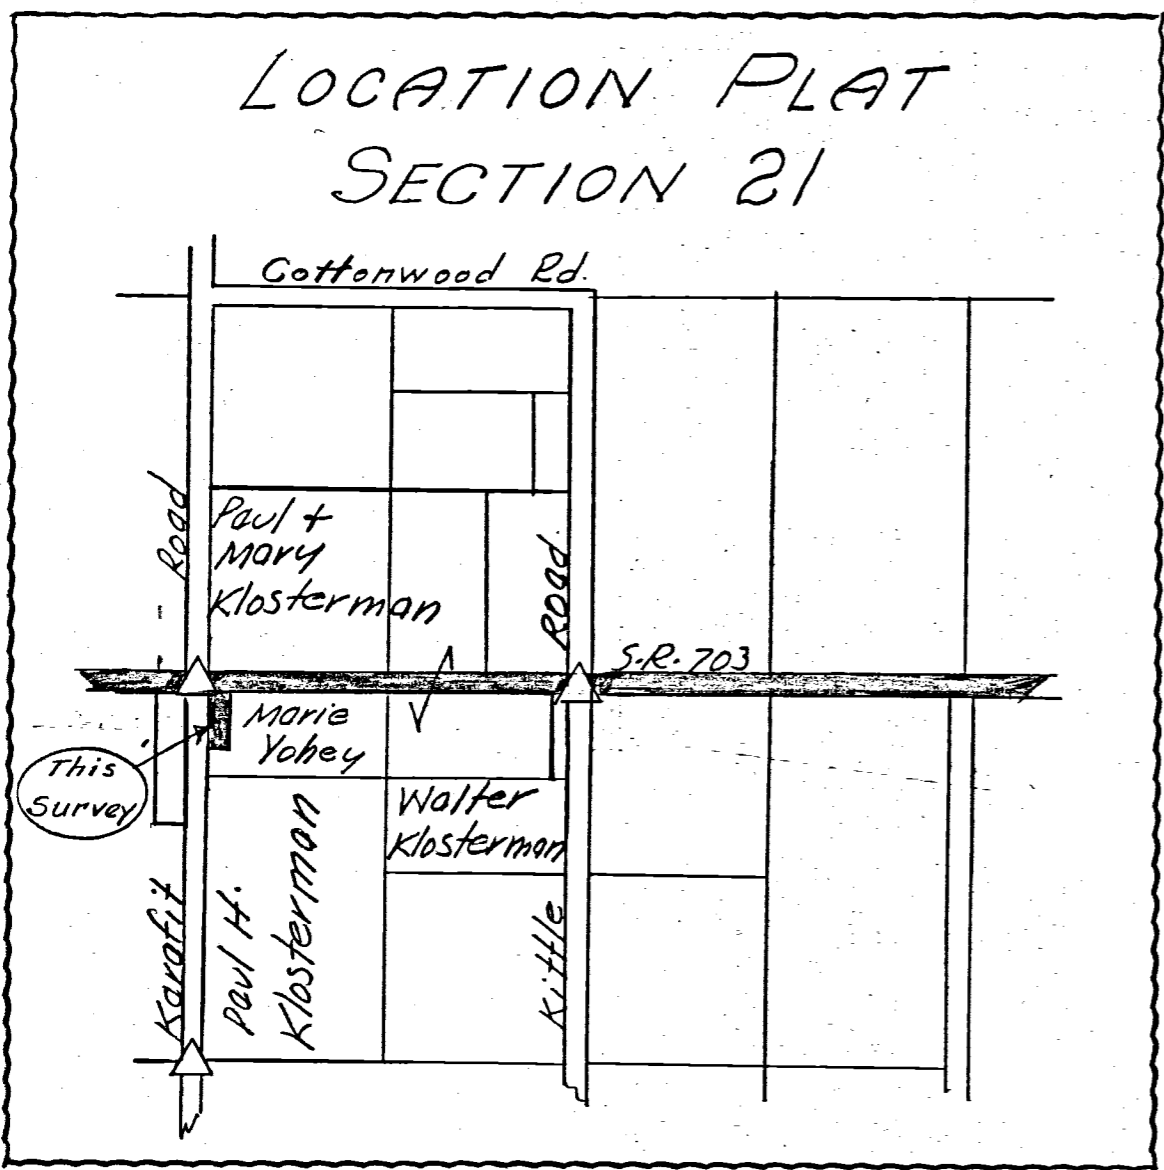 LOCATION PLAT
SECTION 21
Cottonwood Rd.
Road
Paul +
Mary
Klosterman
Road
S.R. 703
Marie
Yohey
This
Survey
Walter
Klosterman
Karafit
Paul H.
Klosterman
Kittle